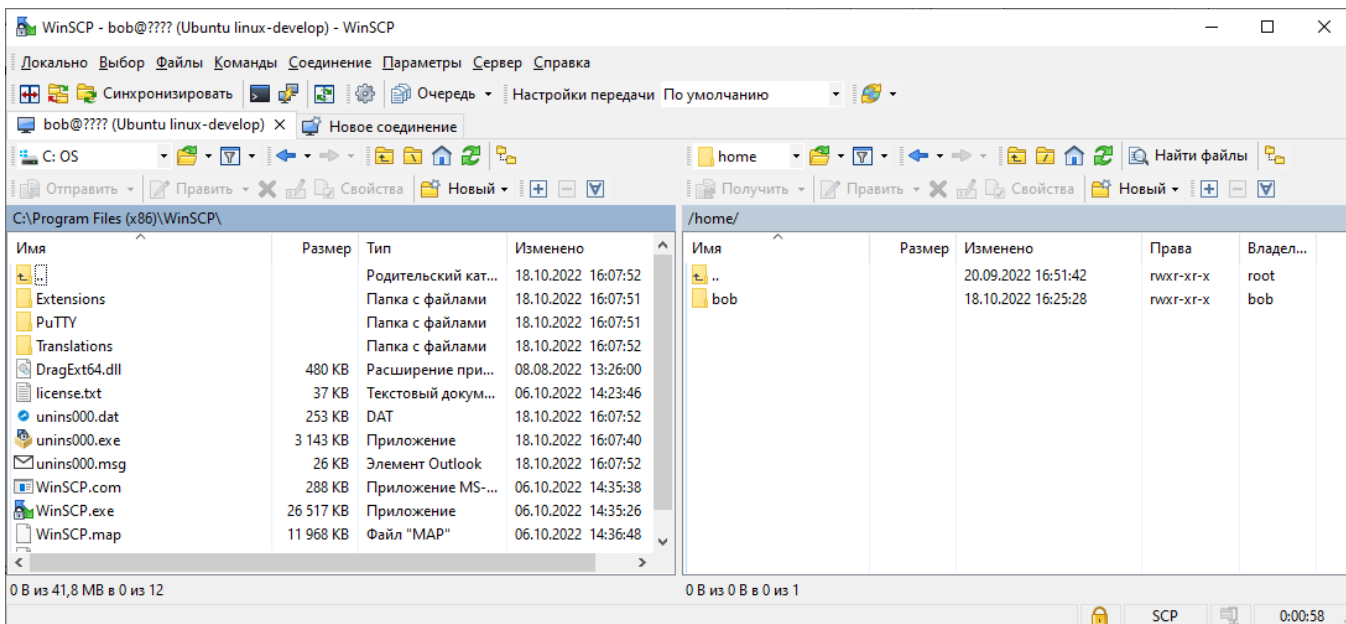 WinSCP - bob@???? (Ubuntu linux-develop) - WinSCP
Локально Выбор Файлы Команды Соединение Параметры Сервер Справка
Синхронизировать Очередь Настройки передачи По умолчанию
bob@???? (Ubuntu linux-develop) Новое соединение
C: OS home Найти файлы
Отправить Править Свойства Новый Получить Править Свойства Новый
C:\Program Files (x86)\WinSCP\ /home/
Имя Размер Тип Изменено Имя Размер Изменено Права Владел...
.. Родительский кат... 18.10.2022 16:07:52 .. 20.09.2022 16:51:42 rwxr-xr-x root
Extensions Папка с файлами 18.10.2022 16:07:51 bob 18.10.2022 16:25:28 rwxr-xr-x bob
PuTTY Папка с файлами 18.10.2022 16:07:51
Translations Папка с файлами 18.10.2022 16:07:52
DragExt64.dll 480 KB Расширение при... 08.08.2022 13:26:00
license.txt 37 KB Текстовый докум... 06.10.2022 14:23:46
unins000.dat 253 KB DAT 18.10.2022 16:07:52
unins000.exe 3 143 KB Приложение 18.10.2022 16:07:40
unins000.msg 26 KB Элемент Outlook 18.10.2022 16:07:52
WinSCP.com 288 KB Приложение MS-... 06.10.2022 14:35:38
WinSCP.exe 26 517 KB Приложение 06.10.2022 14:35:26
WinSCP.map 11 968 KB Файл "MAP" 06.10.2022 14:36:48
0 B из 41,8 MB в 0 из 12 0 B из 0 B в 0 из 1
SCP 0:00:58